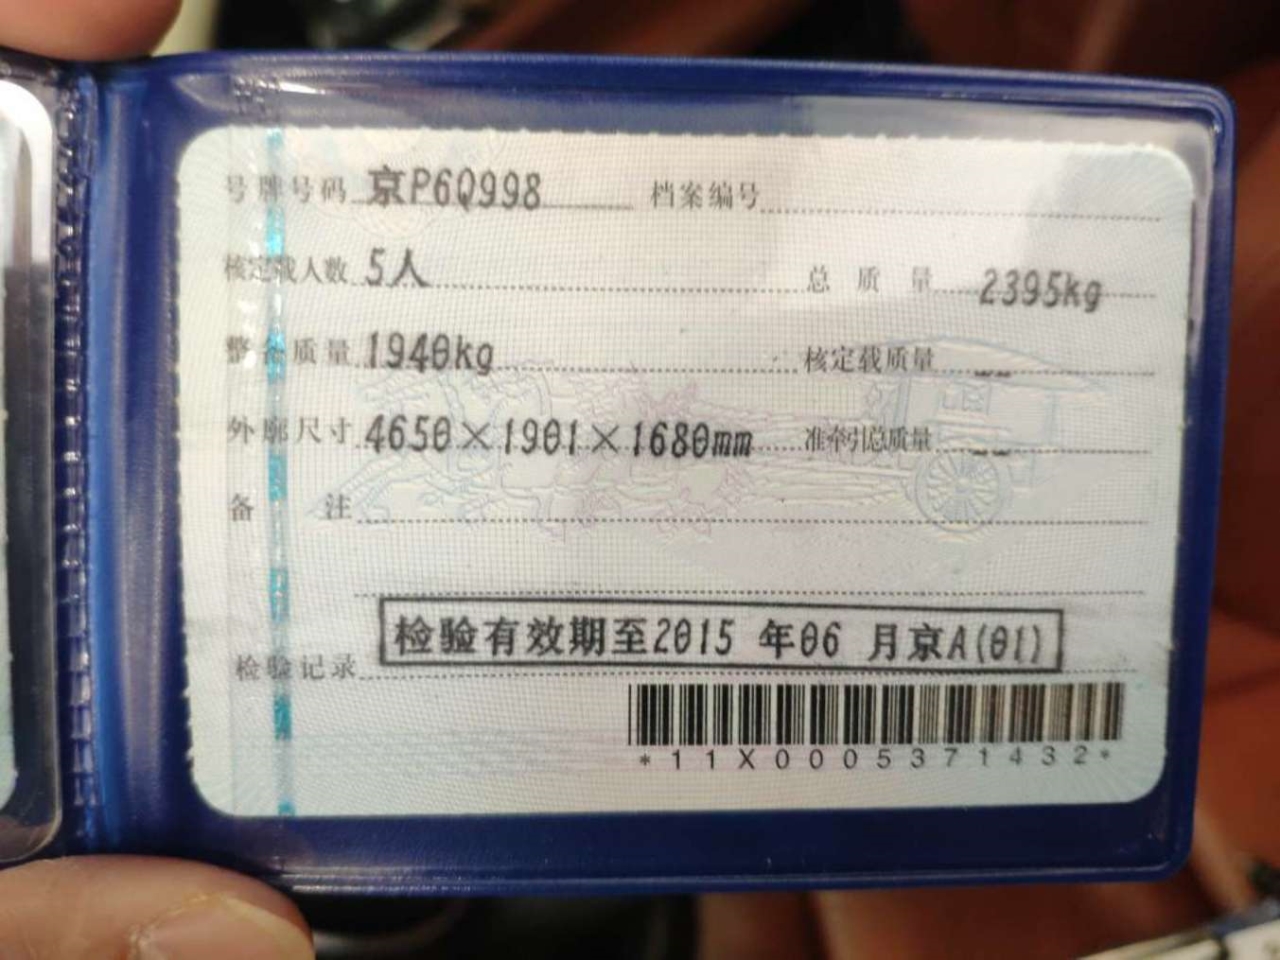 号牌号码 京P6Q998 档案编号
核定载人数 5人 总质量 2395kg
整备质量 1940kg 核定载质量 --
外廓尺寸 4650×1901×1680mm 准牵引总质量 --
备注
检验记录 检验有效期至2015 年06 月京A(01)
*11X0005371432*